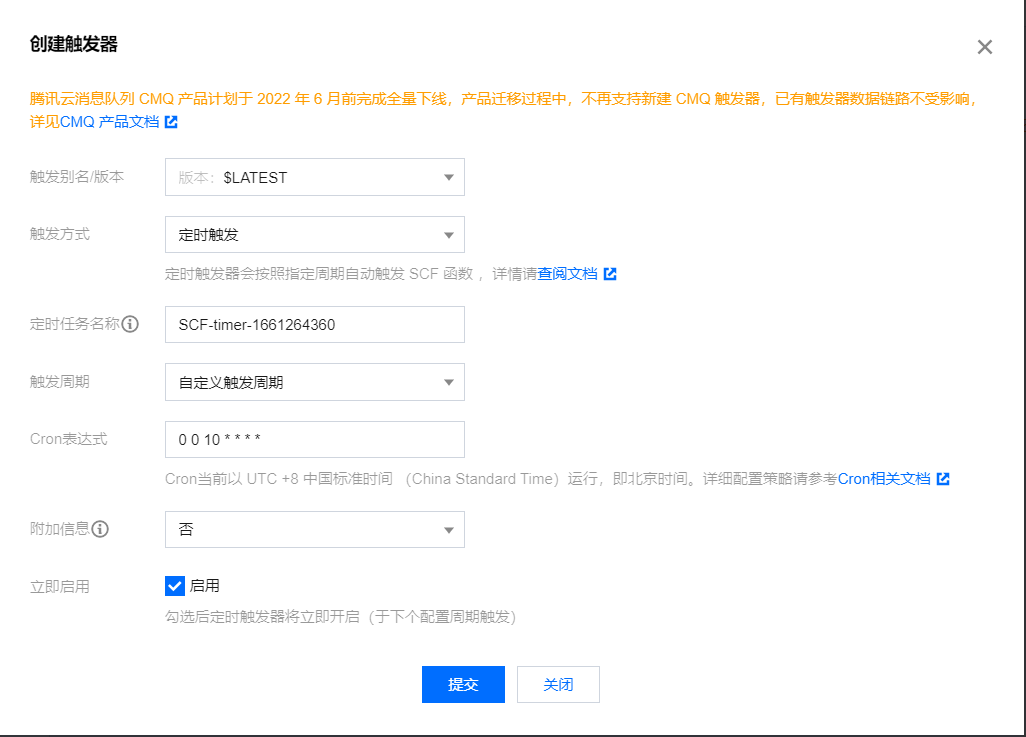 创建触发器
腾讯云消息队列 CMQ 产品计划于 2022 年 6 月前完成全量下线，产品迁移过程中，不再支持新建 CMQ 触发器，已有触发器数据链路不受影响，
详见CMQ 产品文档
触发别名/版本
版本：$LATEST
触发方式
定时触发
定时触发器会按照指定周期自动触发 SCF 函数 ，详情请查阅文档
定时任务名称
SCF-timer-1661264360
触发周期
自定义触发周期
Cron表达式
0 0 10 * * * *
Cron当前以 UTC +8 中国标准时间 （China Standard Time）运行，即北京时间。详细配置策略请参考Cron相关文档
附加信息
否
立即启用
启用
勾选后定时触发器将立即开启（于下个配置周期触发）
提交
关闭